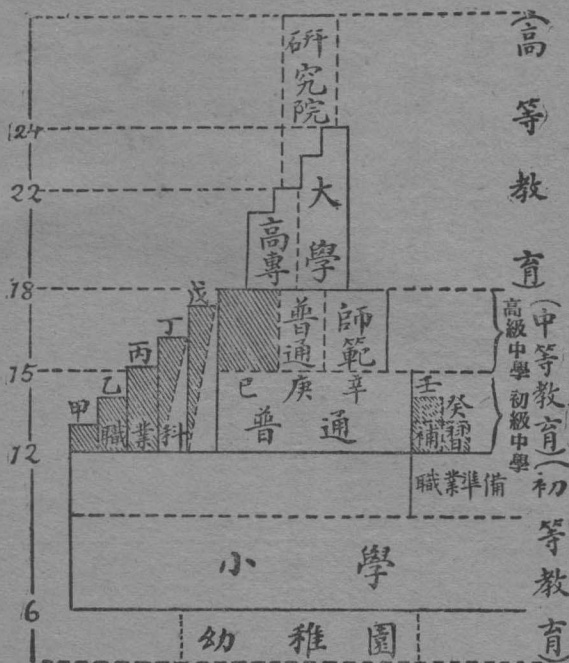 研究院
24
22
18
15
12
6
大學
高專
戊
丁
丙
乙
甲
普通
師範
職業科
巳 庚 辛
普通
壬
癸
補習
職業準備
小學
幼稚園
(高等教育)
(中等教育)
高級中學
初級中學
(初等教育)